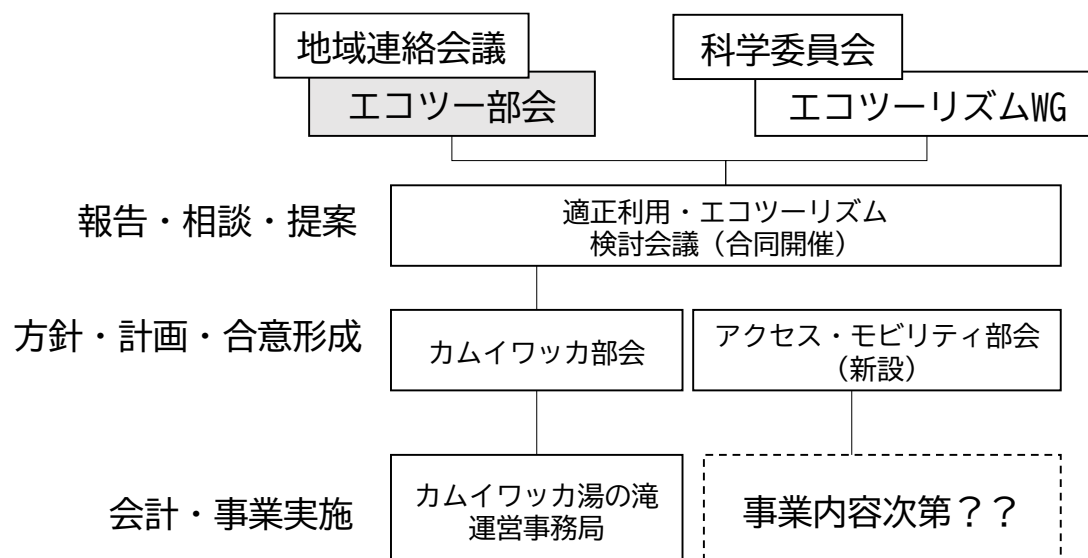 地域連絡会議
科学委員会
エコツー部会
エコツーリズムWG
報告・相談・提案
適正利用・エコツーリズム
検討会議（合同開催）
方針・計画・合意形成
カムイワッカ部会
アクセス・モビリティ部会
（新設）
会計・事業実施
カムイワッカ湯の滝
運営事務局
事業内容次第？？